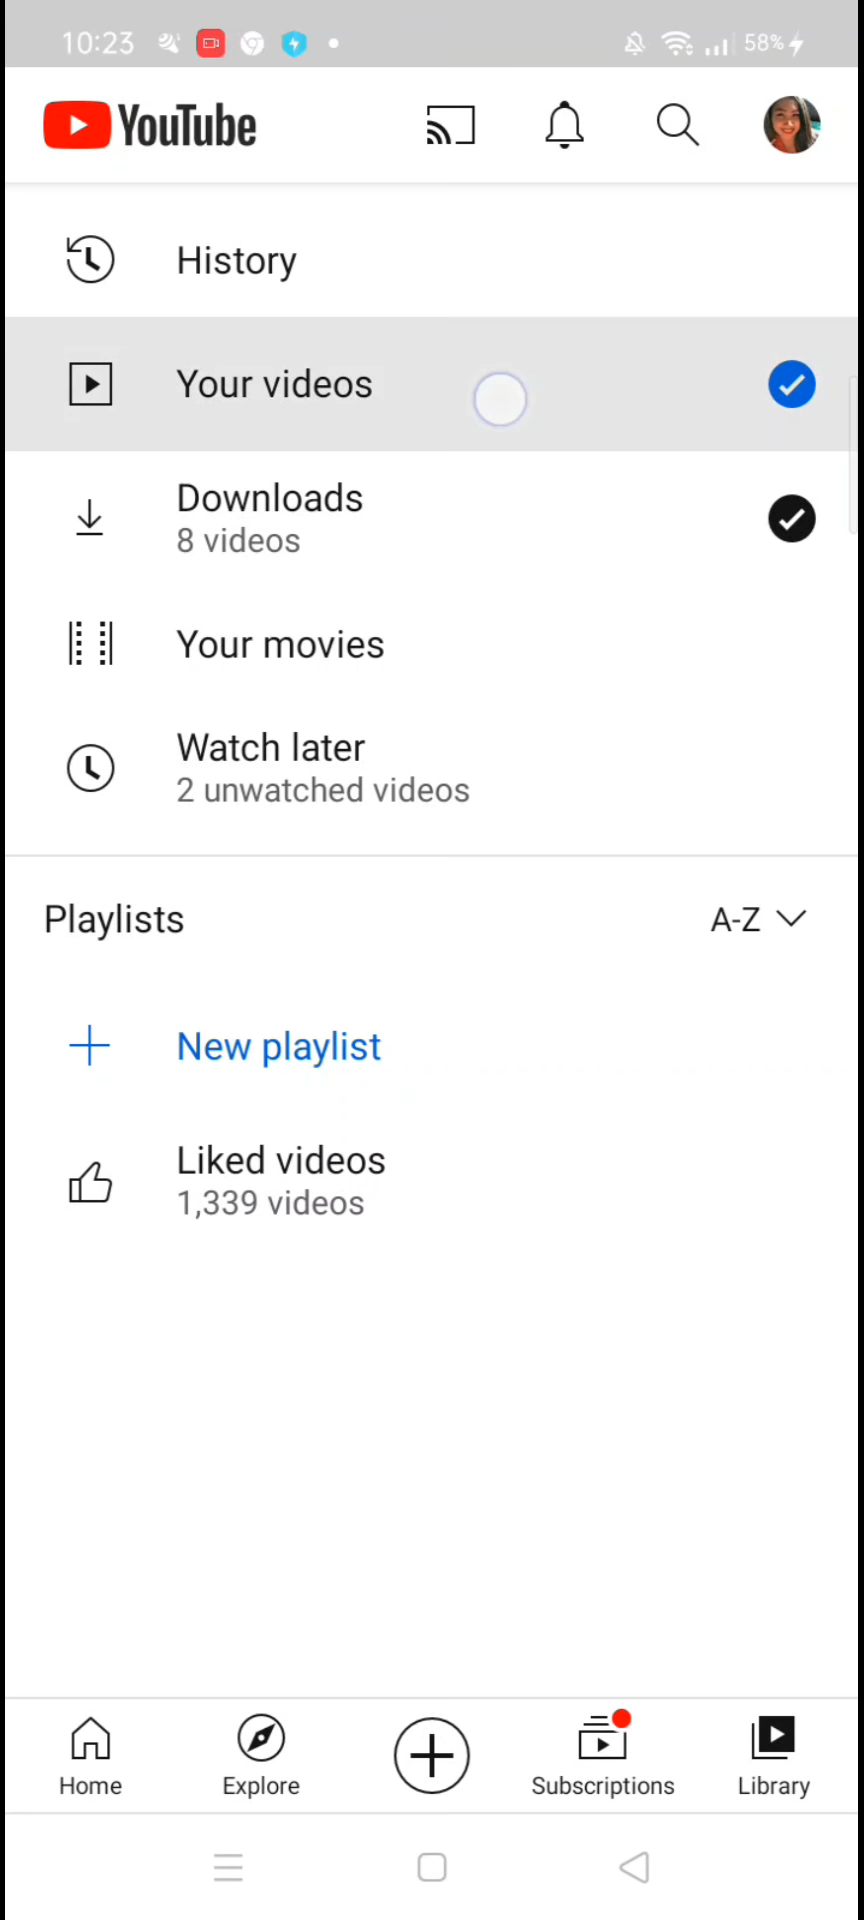 10:23
58%
YouTube
History
Your videos
Downloads
8 videos
Your movies
Watch later
2 unwatched videos
Playlists
A-Z
New playlist
Liked videos
1,339 videos
Home
Explore
Subscriptions
Library